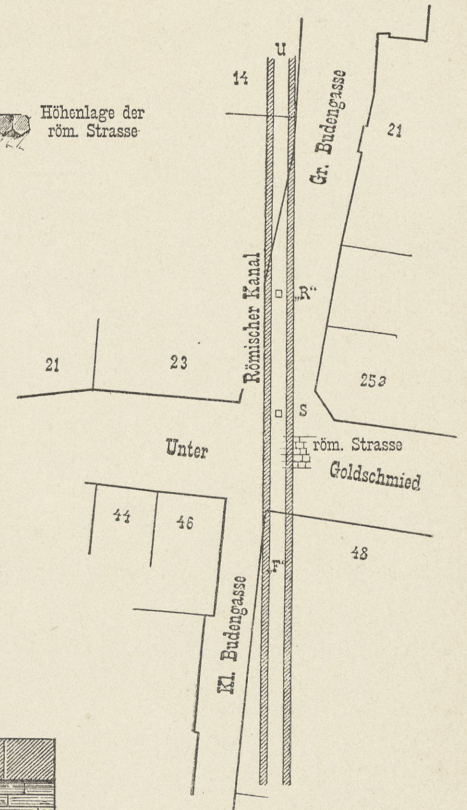 U
14
Höhenlage der
röm. Strasse
Gr. Budengasse
21
Römischer Kanal
„R“
21
23
25a
S
röm. Strasse
Unter
Goldschmied
44
46
48
„T“
Kl. Budengasse